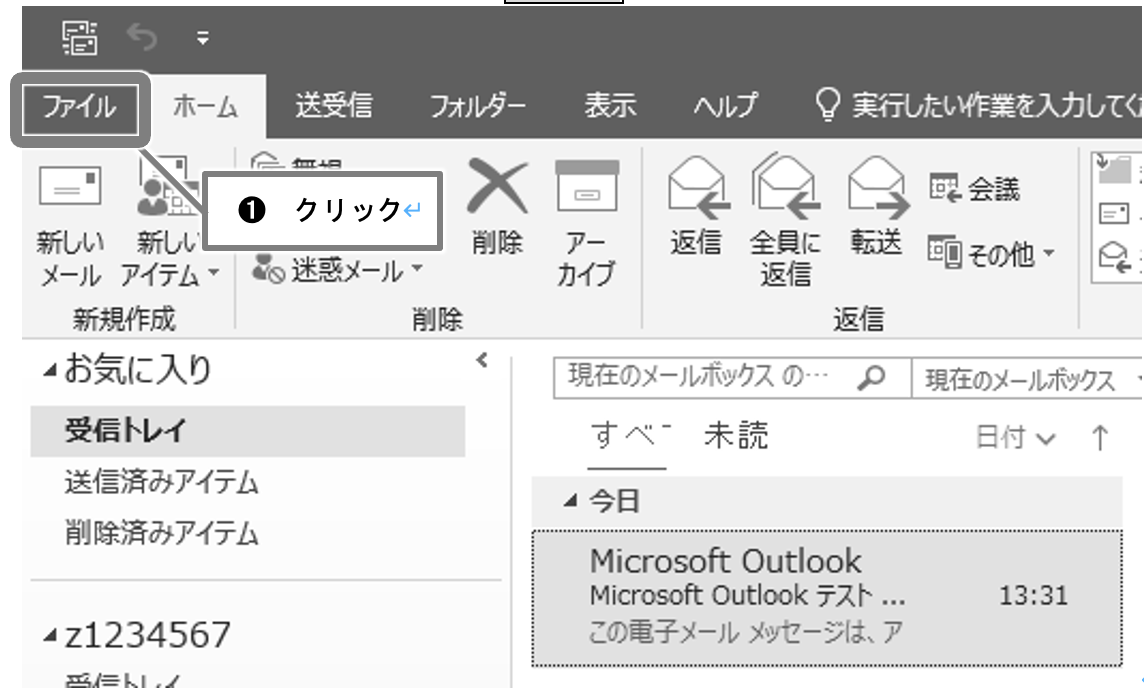 ファイル
ホーム
送受信
フォルダー
表示
ヘルプ
実行したい作業を入力してく
❶ クリック↵
新しい
メール
新しい
アイテム
新規作成
無視
迷惑メール
削除
アー
カイブ
削除
返信
全員に
返信
転送
会議
その他
返信
お気に入り
受信トレイ
送信済みアイテム
削除済みアイテム
z1234567
受信トレイ
現在のメールボックス の…
現在のメールボックス
すべ
未読
日付
↑
今日
Microsoft Outlook
Microsoft Outlook テスト ...
13:31
この電子メール メッセージは、ア